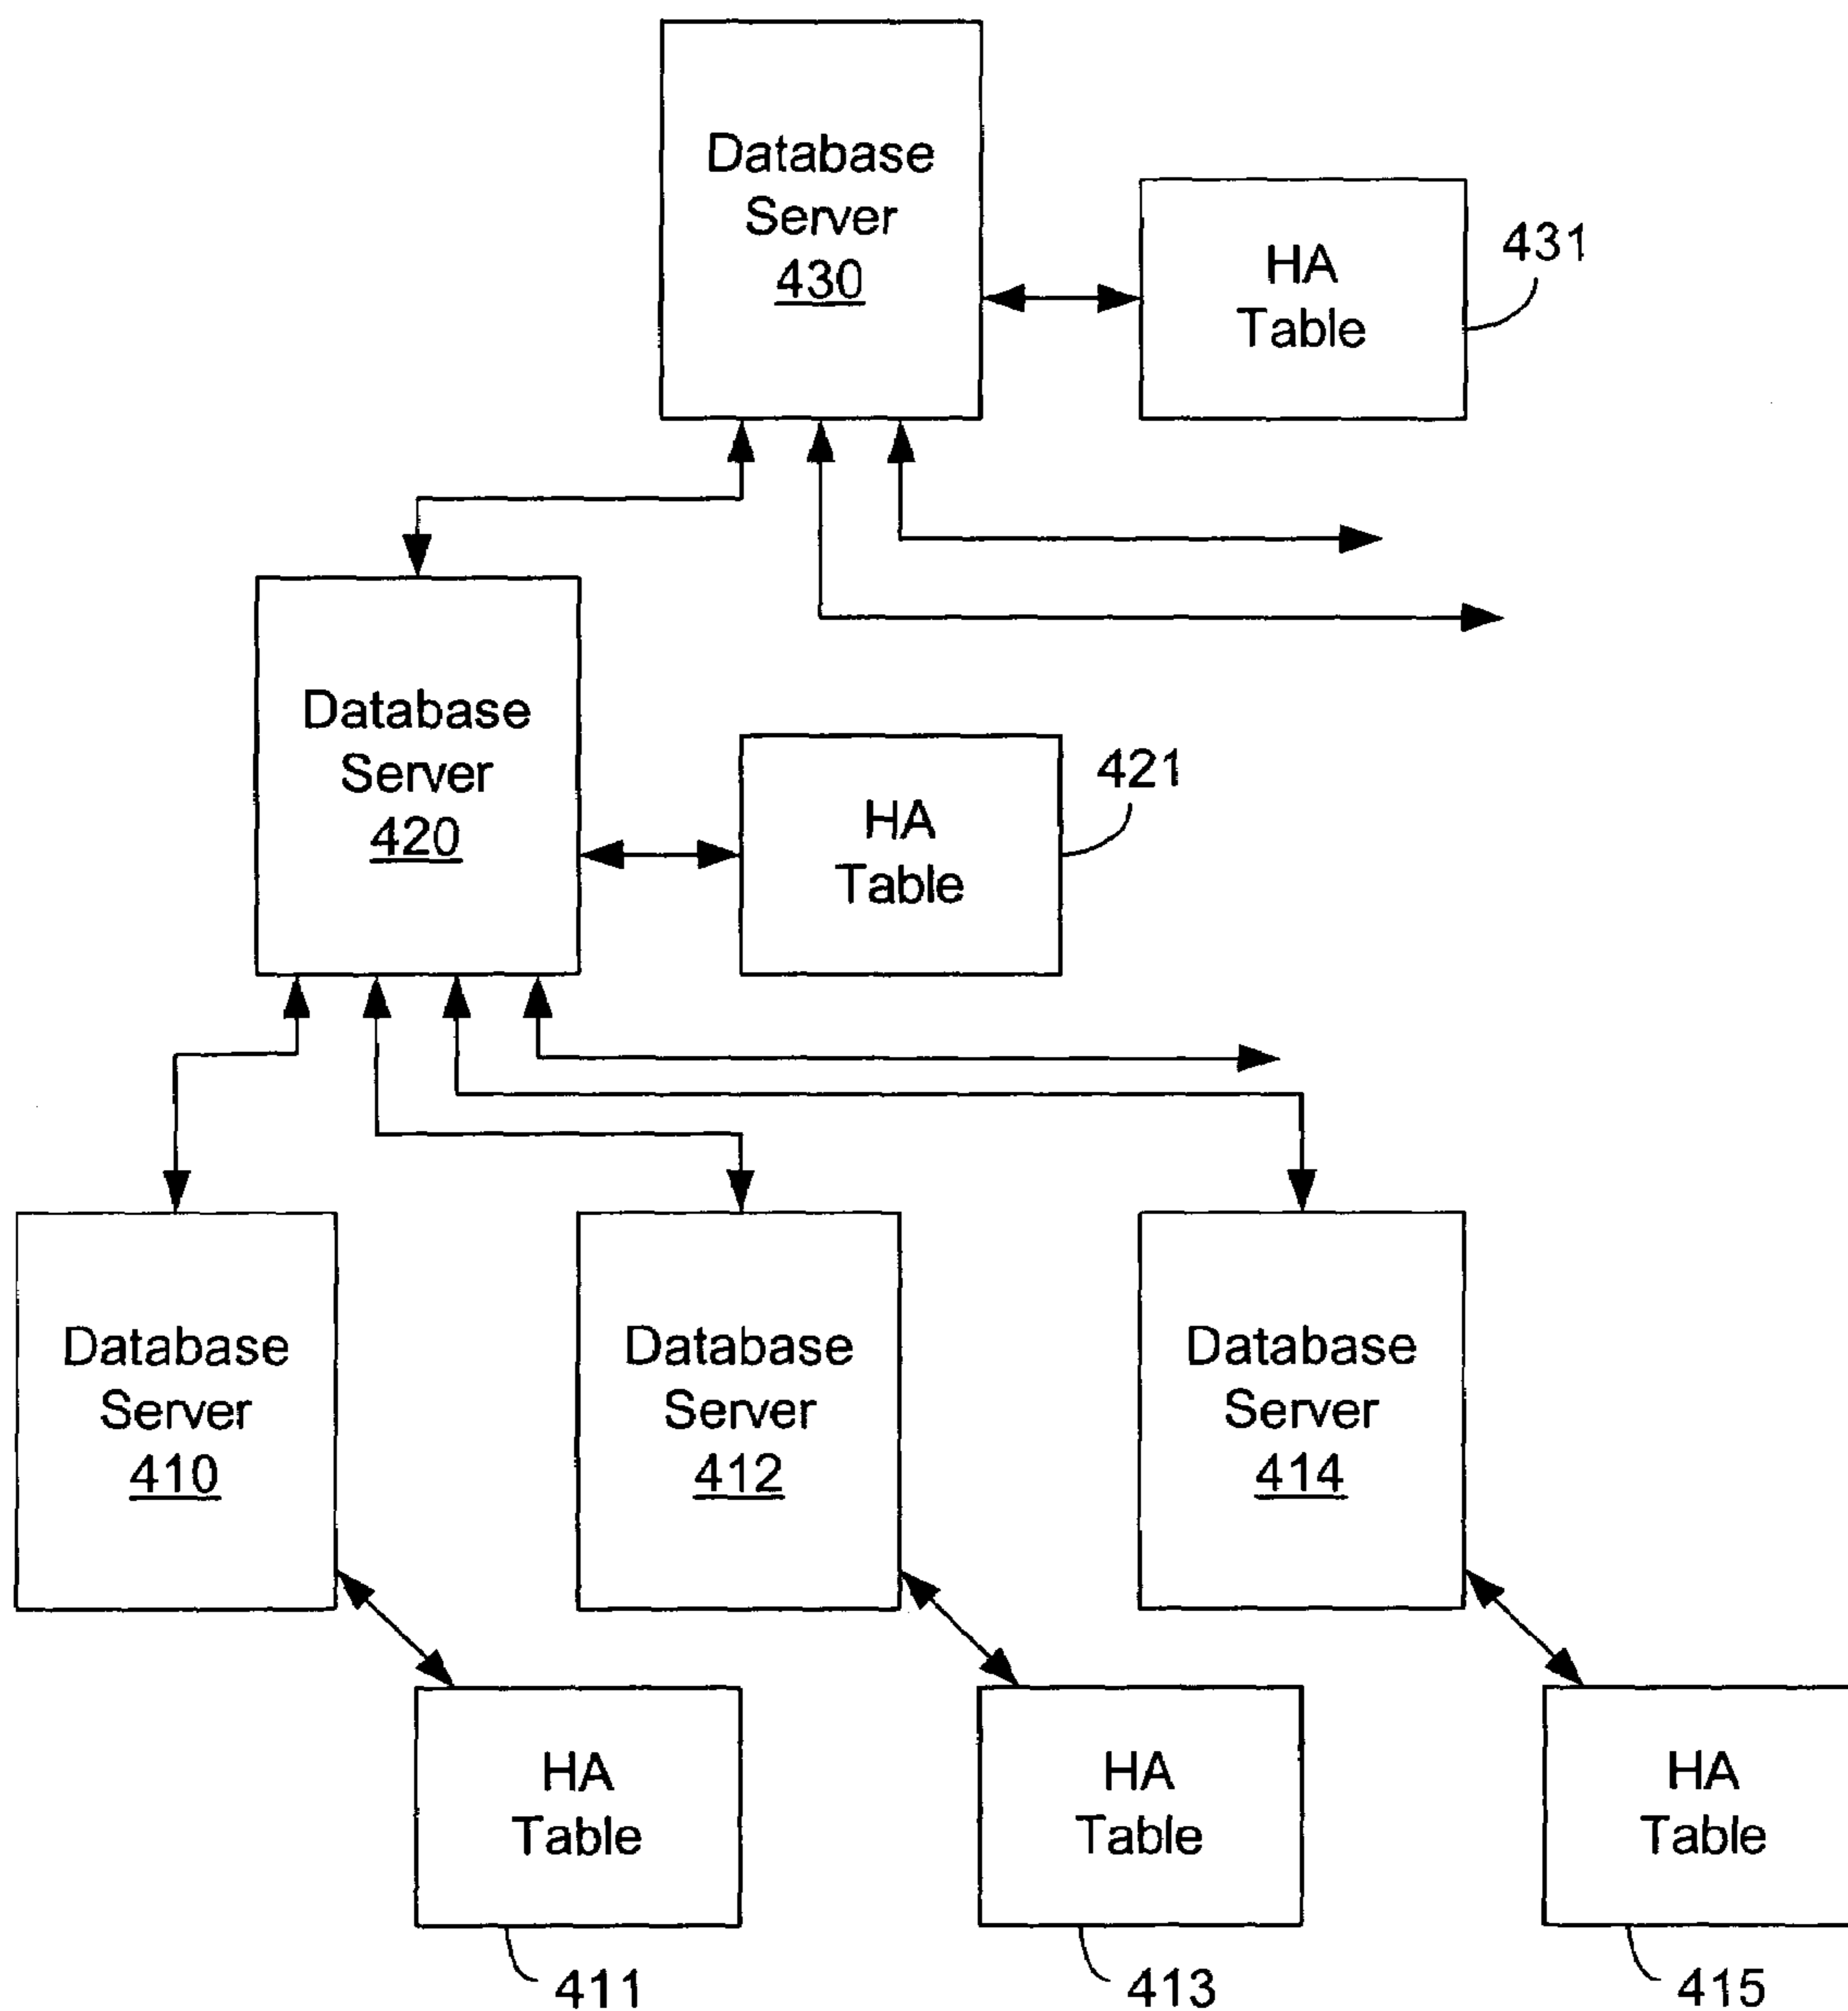 Database
Server
430
HA
Table
431
Database
Server
420
HA
Table
421
Database
Server
410
Database
Server
412
Database
Server
414
HA
Table
HA
Table
HA
Table
411
413
415